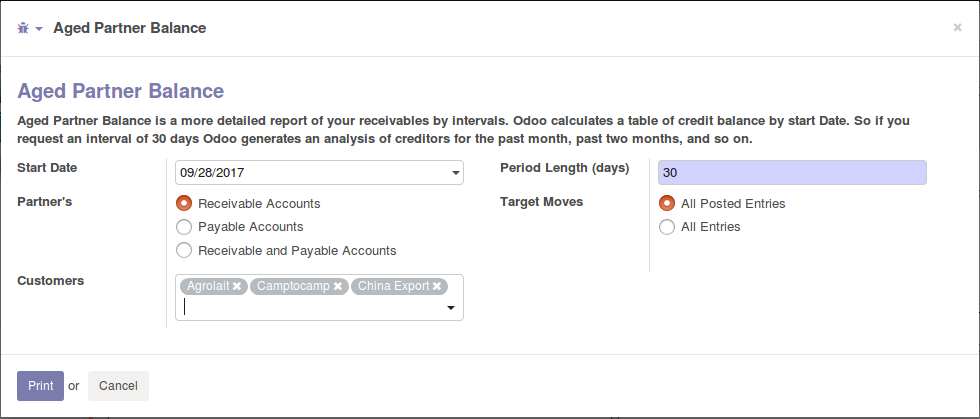 Aged Partner Balance
×
Aged Partner Balance
Aged Partner Balance is a more detailed report of your receivables by intervals. Odoo calculates a table of credit balance by start Date. So if you
request an interval of 30 days Odoo generates an analysis of creditors for the past month, past two months, and so on.
Start Date
09/28/2017
Period Length (days)
30
Partner's
Receivable Accounts
Payable Accounts
Receivable and Payable Accounts
Target Moves
All Posted Entries
All Entries
Customers
Agrolait × Camptocamp × China Export ×
Print or Cancel